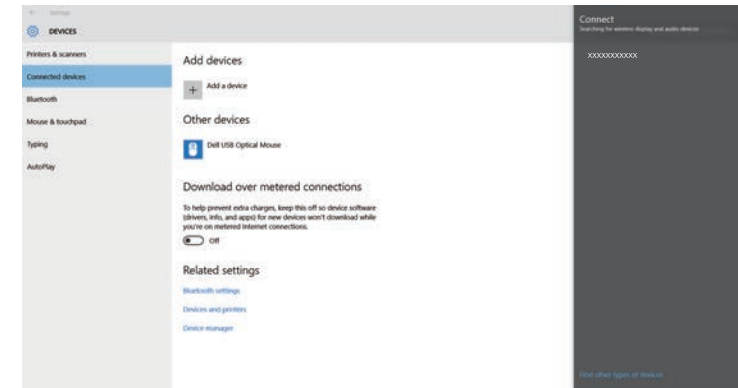 Settings
DEVICES
Printers & scanners
Connected devices
Bluetooth
Mouse & touchpad
Typing
AutoPlay
Add devices
Add a device
Other devices
Dell USB Optical Mouse
Download over metered connections
To help prevent extra charges, keep this off so device software
(drivers, info, and apps) for new devices won't download while
you're on metered Internet connections.
Off
Related settings
Bluetooth settings
Devices and printers
Device manager
Connect
Searching for wireless display and audio devices
xxxxxxxxxxx
Find other types of devices